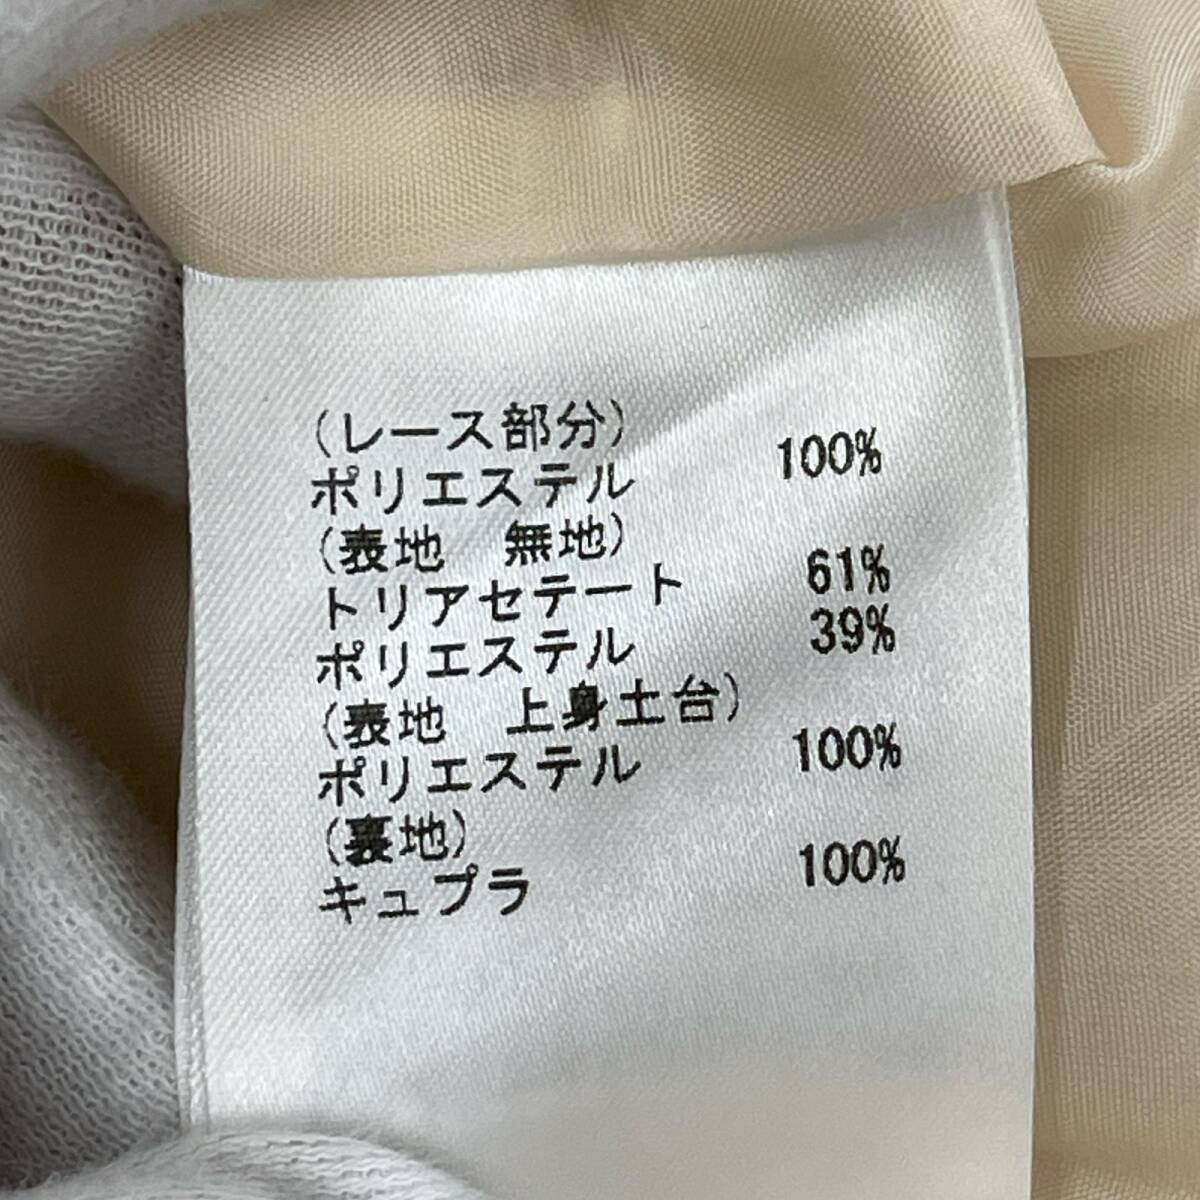 (レース部分)
ポリエステル 100%
(表地 無地)
トリアセテート 61%
ポリエステル 39%
(表地 上身土台)
ポリエステル 100%
(裏地)
キュプラ 100%